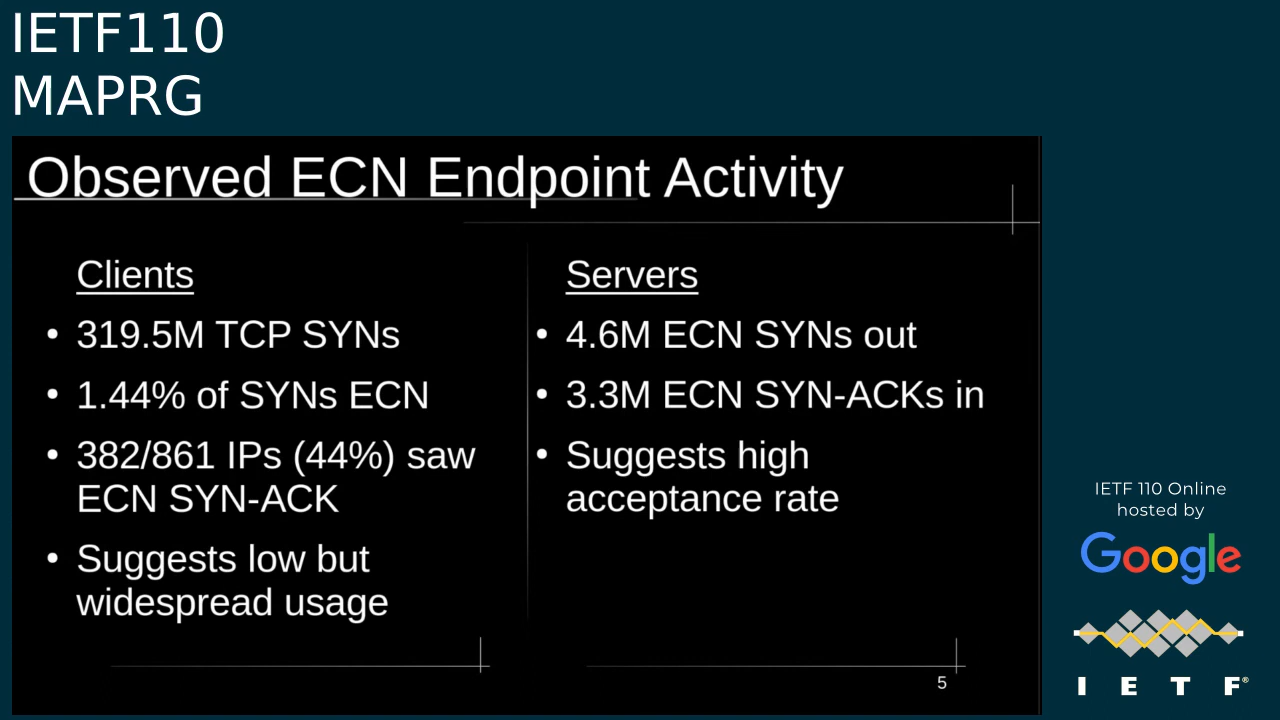 IETF110
MAPRG
Observed ECN Endpoint Activity
Clients
• 319.5M TCP SYNs
• 1.44% of SYNs ECN
• 382/861 IPs (44%) saw
ECN SYN-ACK
• Suggests low but
widespread usage
Servers
• 4.6M ECN SYNs out
• 3.3M ECN SYN-ACKs in
• Suggests high
acceptance rate
5
IETF 110 Online
hosted by
Google
I E T F®